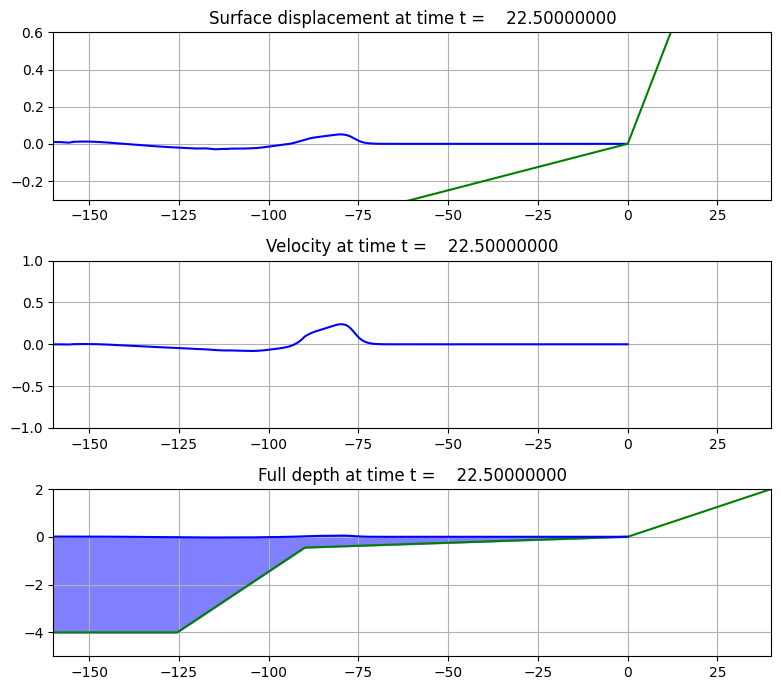 Surface displacement at time t = 22.50000000
0.6
0.4
0.2
0.0
−0.2
−150 −125 −100 −75 −50 −25 0 25
Velocity at time t = 22.50000000
1.0
0.5
0.0
−0.5
−1.0
−150 −125 −100 −75 −50 −25 0 25
Full depth at time t = 22.50000000
2
0
−2
−4
−150 −125 −100 −75 −50 −25 0 25